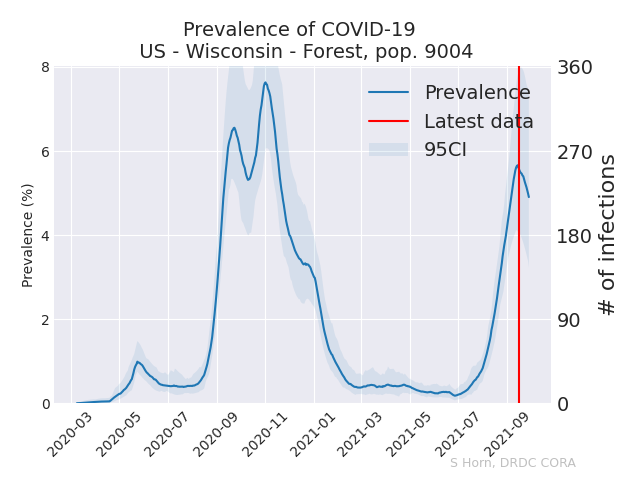 Prevalence of COVID-19
US - Wisconsin - Forest, pop. 9004
Prevalence (%)
8
6
4
2
0
360
270
180
90
0
# of infections
Prevalence
Latest data
95CI
2020-03
2020-05
2020-07
2020-09
2020-11
2021-01
2021-03
2021-05
2021-07
2021-09
S Horn, DRDC CORA